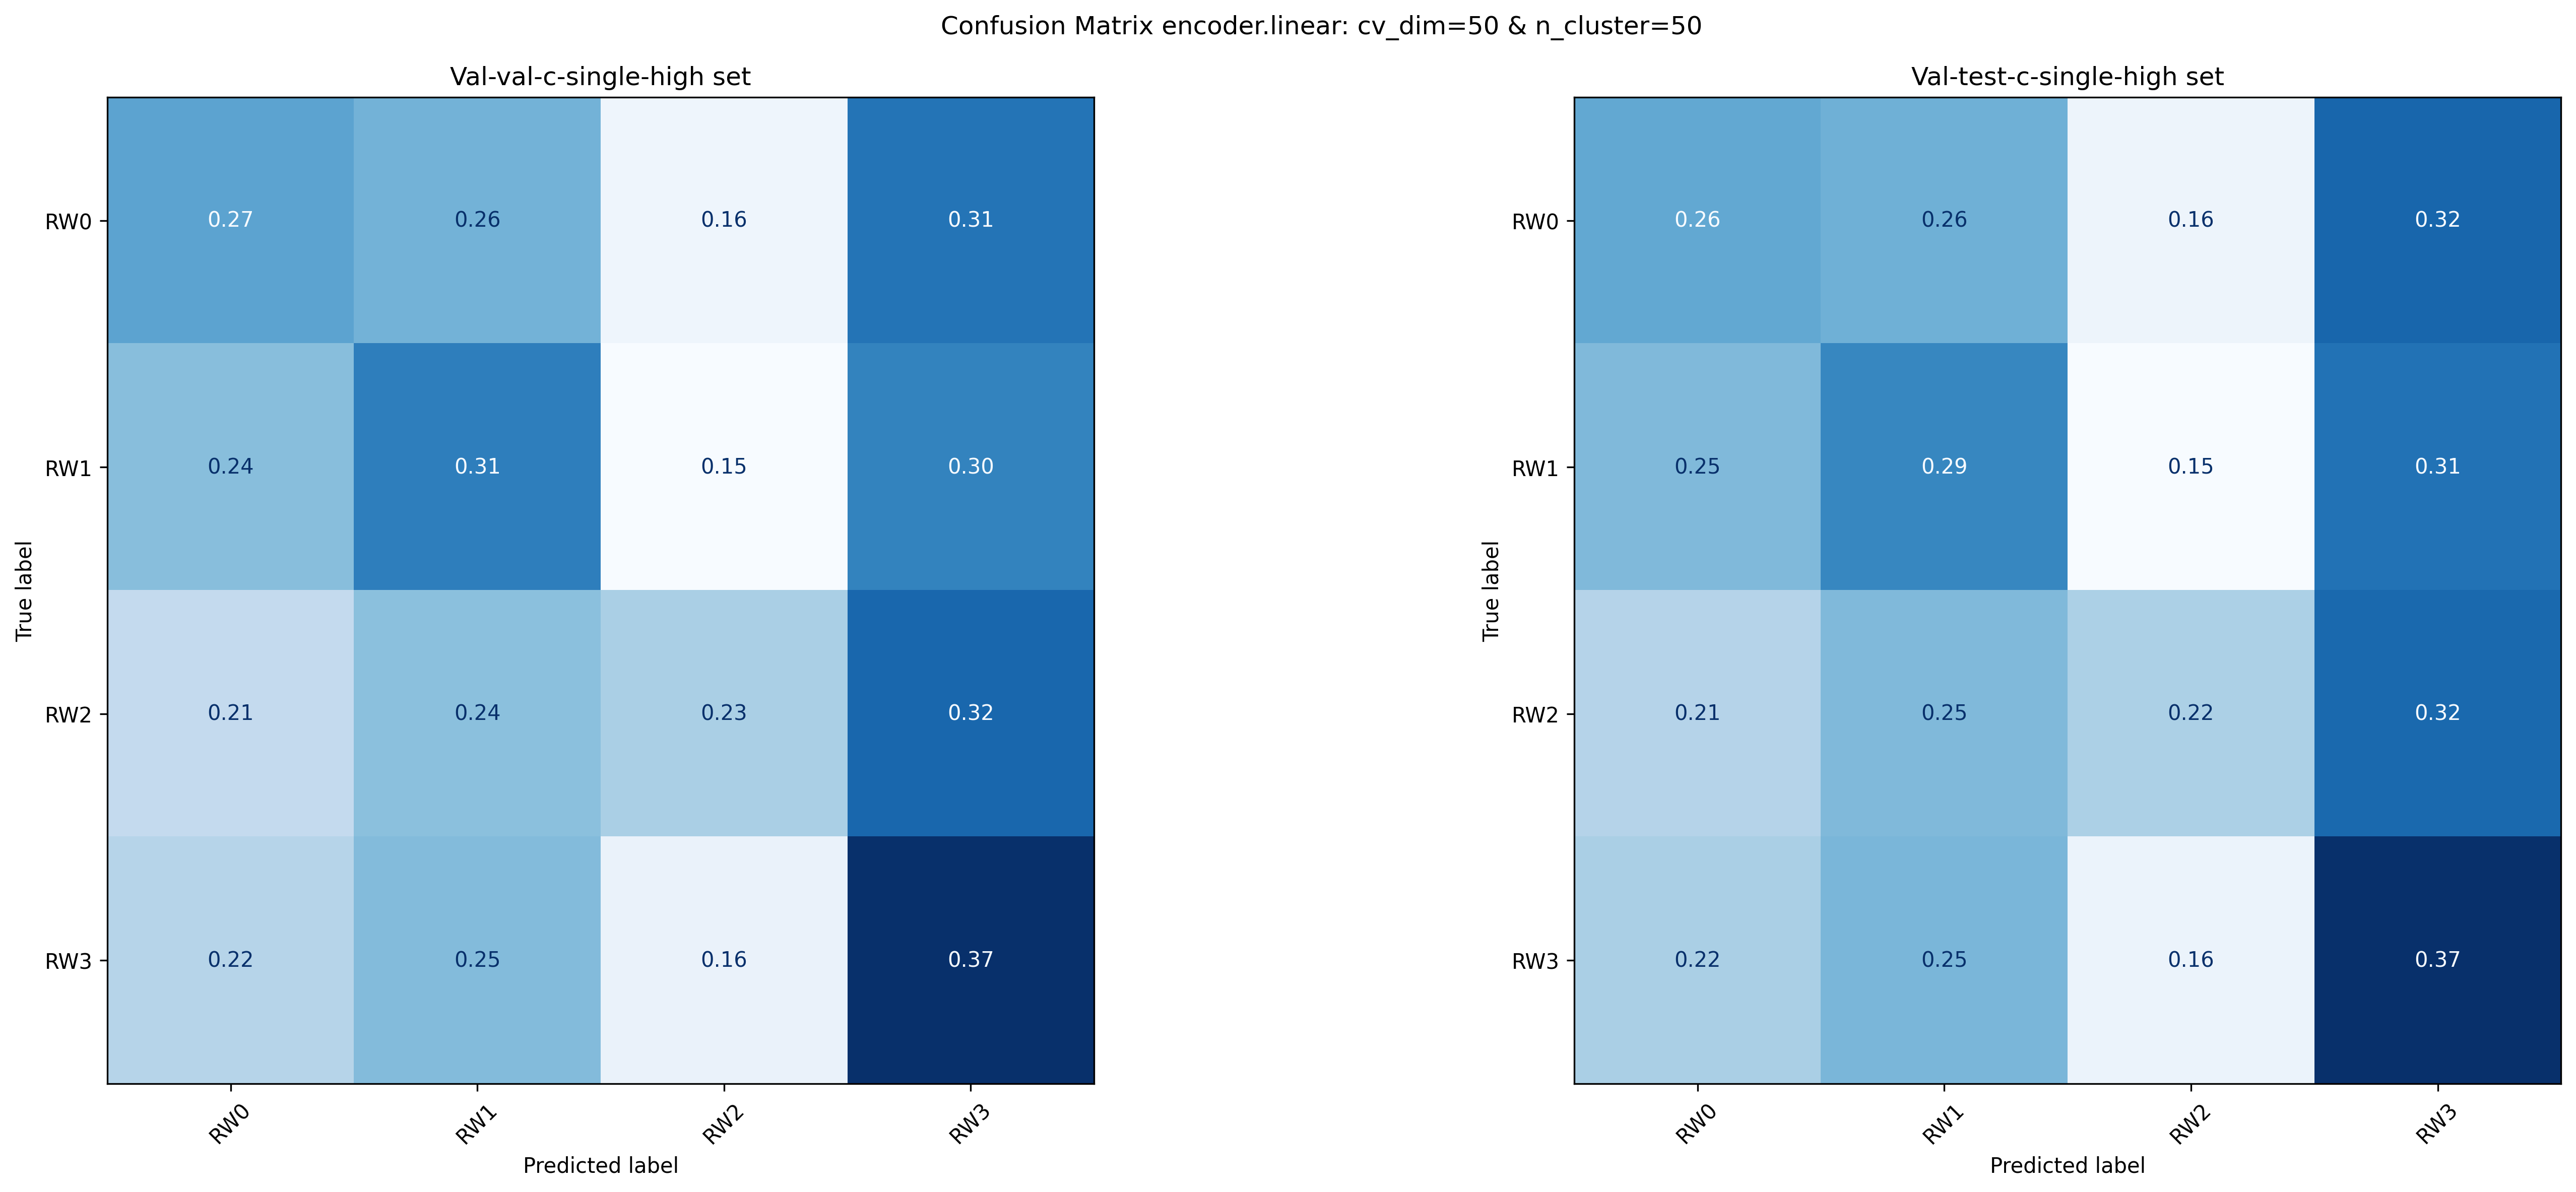 Confusion Matrix encoder.linear: cv_dim=50 & n_cluster=50
Val-val-c-single-high set
True label
RW0 0.27 0.26 0.16 0.31
RW1 0.24 0.31 0.15 0.30
RW2 0.21 0.24 0.23 0.32
RW3 0.22 0.25 0.16 0.37
RW0 RW1 RW2 RW3
Predicted label
Val-test-c-single-high set
True label
RW0 0.26 0.26 0.16 0.32
RW1 0.25 0.29 0.15 0.31
RW2 0.21 0.25 0.22 0.32
RW3 0.22 0.25 0.16 0.37
RW0 RW1 RW2 RW3
Predicted label